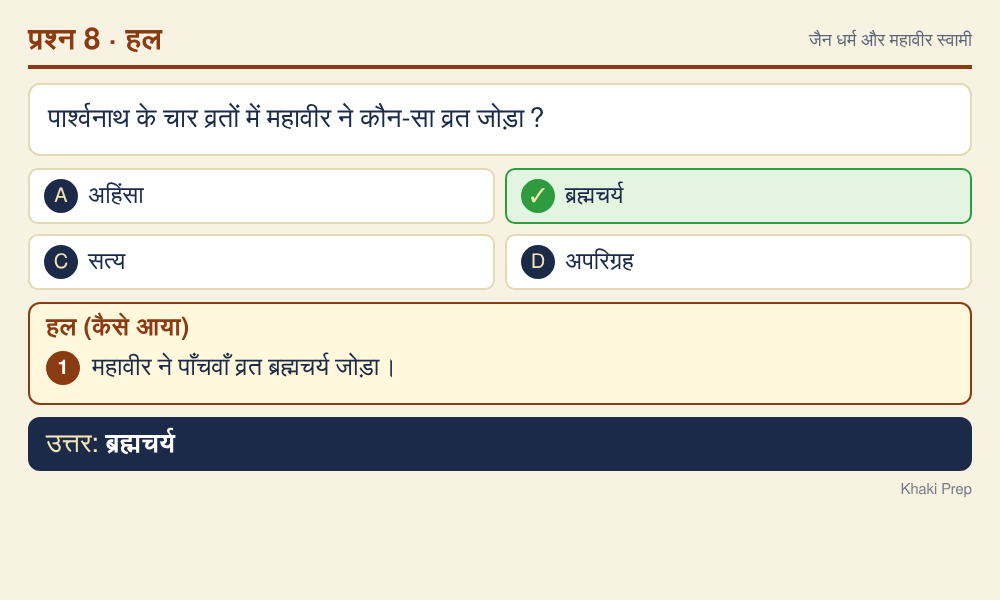 प्रश्न 8 · हल
जैन धर्म और महावीर स्वामी
पार्श्वनाथ के चार व्रतों में महावीर ने कौन-सा व्रत जोड़ा ?
A अहिंसा
✓ ब्रह्मचर्य
C सत्य
D अपरिग्रह
हल (कैसे आया)
1 महावीर ने पाँचवाँ व्रत ब्रह्मचर्य जोड़ा।
उत्तर: ब्रह्मचर्य
Khaki Prep